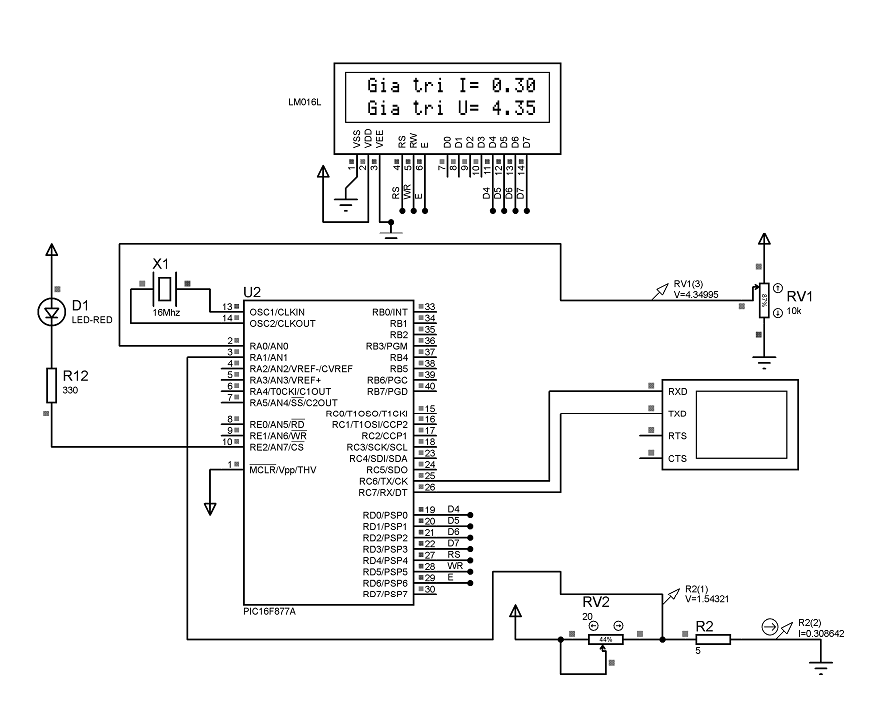 Gia tri I= 0.30
Gia tri U= 4.35
LM016L
VSS
VDD
VEE
RS
RW
E
D0
D1
D2
D3
D4
D5
D6
D7
1
2
3
4
5
6
7
8
9
10
11
12
13
14
RS
WR
E
D4
D5
D6
D7
X1
16Mhz
D1
LED-RED
R12
330
U2
13 OSC1/CLKIN
14 OSC2/CLKOUT
2 RA0/AN0
3 RA1/AN1
4 RA2/AN2/VREF-/CVREF
5 RA3/AN3/VREF+
6 RA4/T0CKI/C1OUT
7 RA5/AN4/SS/C2OUT
8 RE0/AN5/RD
9 RE1/AN6/WR
10 RE2/AN7/CS
1 MCLR/Vpp/THV
RB0/INT 33
RB1 34
RB2 35
RB3/PGM 36
RB4 37
RB5 38
RB6/PGC 39
RB7/PGD 40
RC0/T1OSO/T1CKI 15
RC1/T1OSI/CCP2 16
RC2/CCP1 17
RC3/SCK/SCL 18
RC4/SDI/SDA 23
RC5/SDO 24
RC6/TX/CK 25
RC7/RX/DT 26
RD0/PSP0 19 D4
RD1/PSP1 20 D5
RD2/PSP2 21 D6
RD3/PSP3 22 D7
RD4/PSP4 27 RS
RD5/PSP5 28 WR
RD6/PSP6 29 E
RD7/PSP7 30
PIC16F877A
RV1(3)
V=4.34995
87%
RV1
10k
RXD
TXD
RTS
CTS
R2(1)
V=1.54321
RV2
20
44%
R2
5
R2(2)
I=0.308642